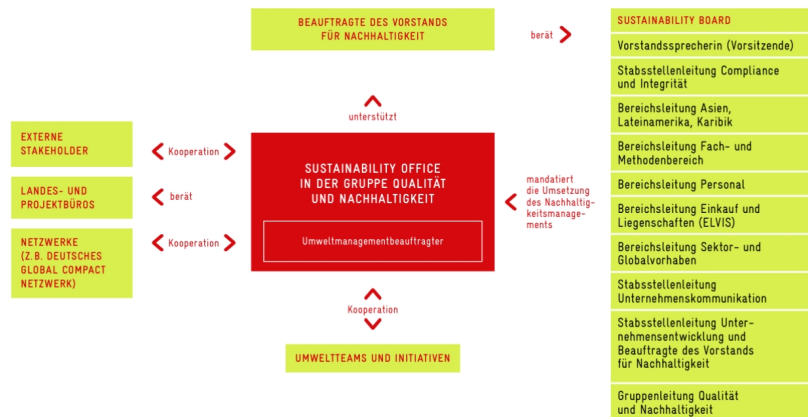 BEAUFTRAGTE DES VORSTANDS
FÜR NACHHALTIGKEIT
berät
unterstützt
EXTERNE
STAKEHOLDER
Kooperation
LANDES- UND
PROJEKTBÜROS
berät
NETZWERKE
(Z.B. DEUTSCHES
GLOBAL COMPACT
NETZWERK)
Kooperation
SUSTAINABILITY OFFICE
IN DER GRUPPE QUALITÄT
UND NACHHALTIGKEIT
Umweltmanagementbeauftragter
mandatiert
die Umsetzung
des Nachhaltig-
keitsmanage-
ments
Kooperation
UMWELTTEAMS UND INITIATIVEN
SUSTAINABILITY BOARD
Vorstandssprecherin (Vorsitzende)
Stabsstellenleitung Compliance
und Integrität
Bereichsleitung Asien,
Lateinamerika, Karibik
Bereichsleitung Fach- und
Methodenbereich
Bereichsleitung Personal
Bereichsleitung Einkauf und
Liegenschaften (ELVIS)
Bereichsleitung Sektor- und
Globalvorhaben
Stabsstellenleitung
Unternehmenskommunikation
Stabsstellenleitung Unter-
nehmensentwicklung und
Beauftragte des Vorstands
für Nachhaltigkeit
Gruppenleitung Qualität
und Nachhaltigkeit